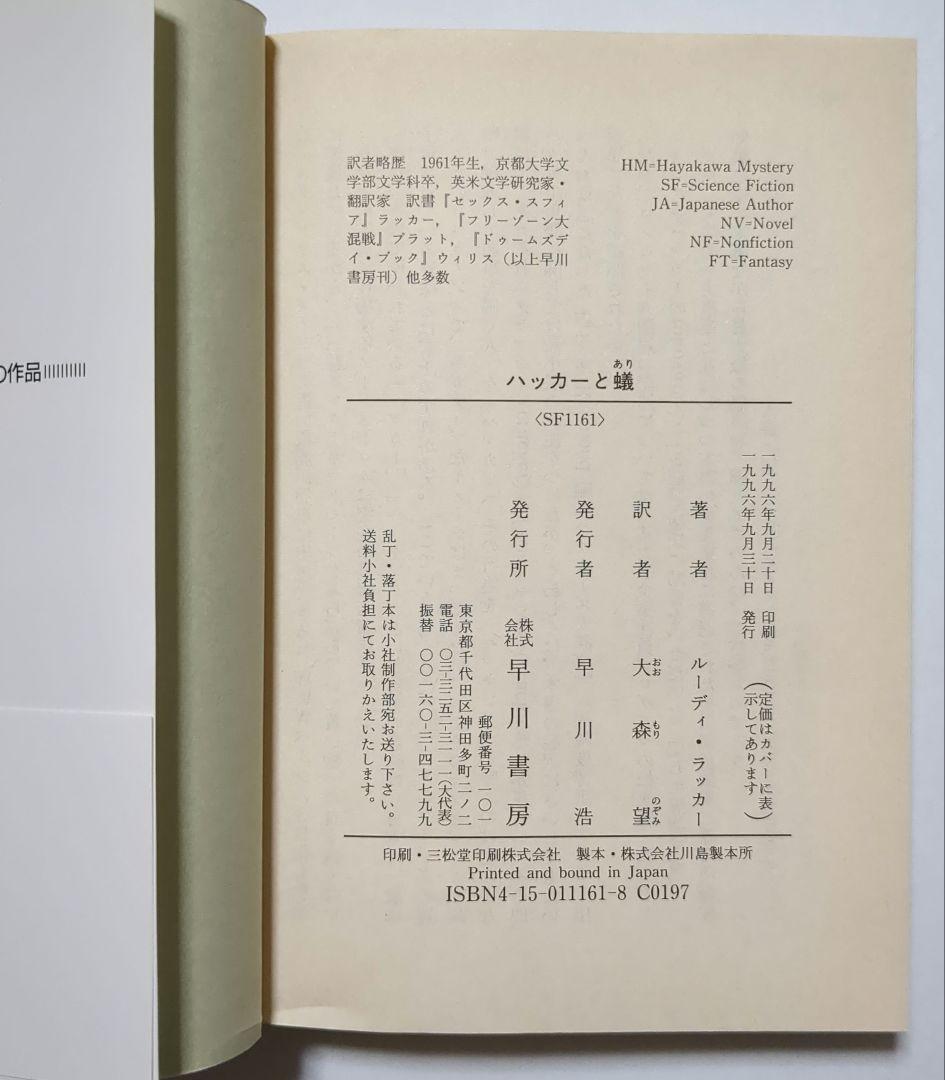 の作品
訳者略歴 1961年生，京都大学文
学部文学科卒，英米文学研究家・
翻訳家 訳書『セックス・スフィ
ア』ラッカー，『フリーゾーン大
混戦』プラット，『ドゥームズデ
イ・ブック』ウィリス（以上早川
書房刊）他多数
HM=Hayakawa Mystery
SF=Science Fiction
JA=Japanese Author
NV=Novel
NF=Nonfiction
FT=Fantasy
ハッカーと蟻
あり
〈SF1161〉
一九九六年九月二十日 印刷
一九九六年九月三十日 発行
（定価はカバーに表
示してあります）
著者 ルーディ・ラッカー
訳者 大森望
おお もり のぞみ
発行者 早川浩
発行所 株式会社 早川書房
郵便番号 一〇一
東京都千代田区神田多町二ノ二
電話 〇三-三二五二-三一一一（大代表）
振替 〇〇一六〇-三-四七七九九
乱丁・落丁本は小社制作部宛お送り下さい。
送料小社負担にてお取りかえいたします。
印刷・三松堂印刷株式会社 製本・株式会社川島製本所
Printed and bound in Japan
ISBN4-15-011161-8 C0197